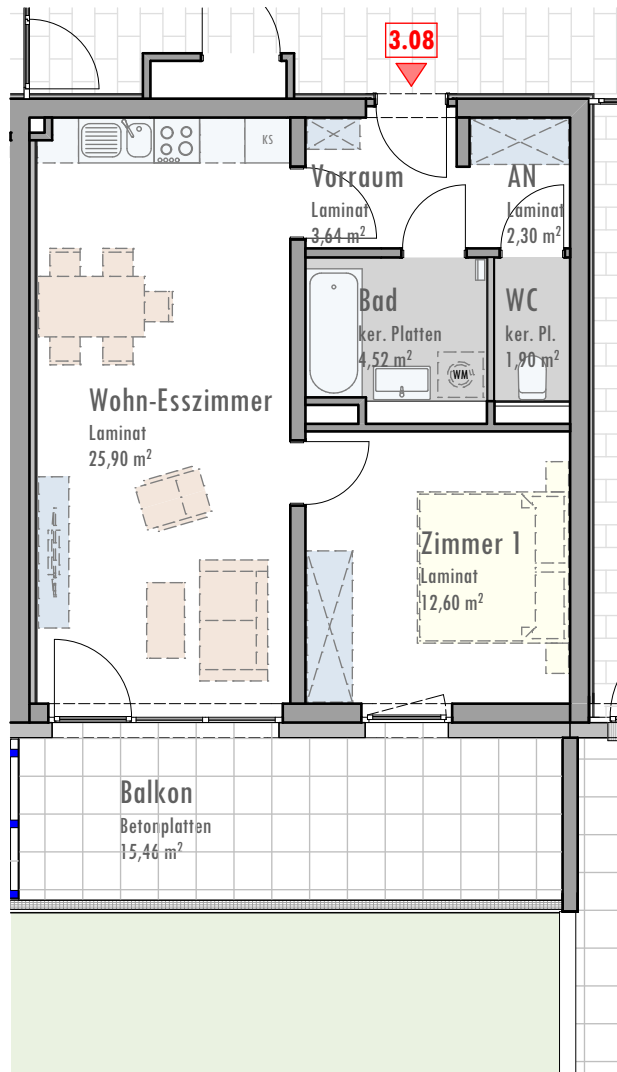 3.08
KS
Vorraum
Laminat
3,64 m²
AN
Laminat
2,30 m²
Bad
ker. Platten
4,52 m²
WM
WC
ker. Pl.
1,90 m²
Wohn-Esszimmer
Laminat
25,90 m²
Zimmer 1
Laminat
12,60 m²
Balkon
Betonplatten
15,46 m²